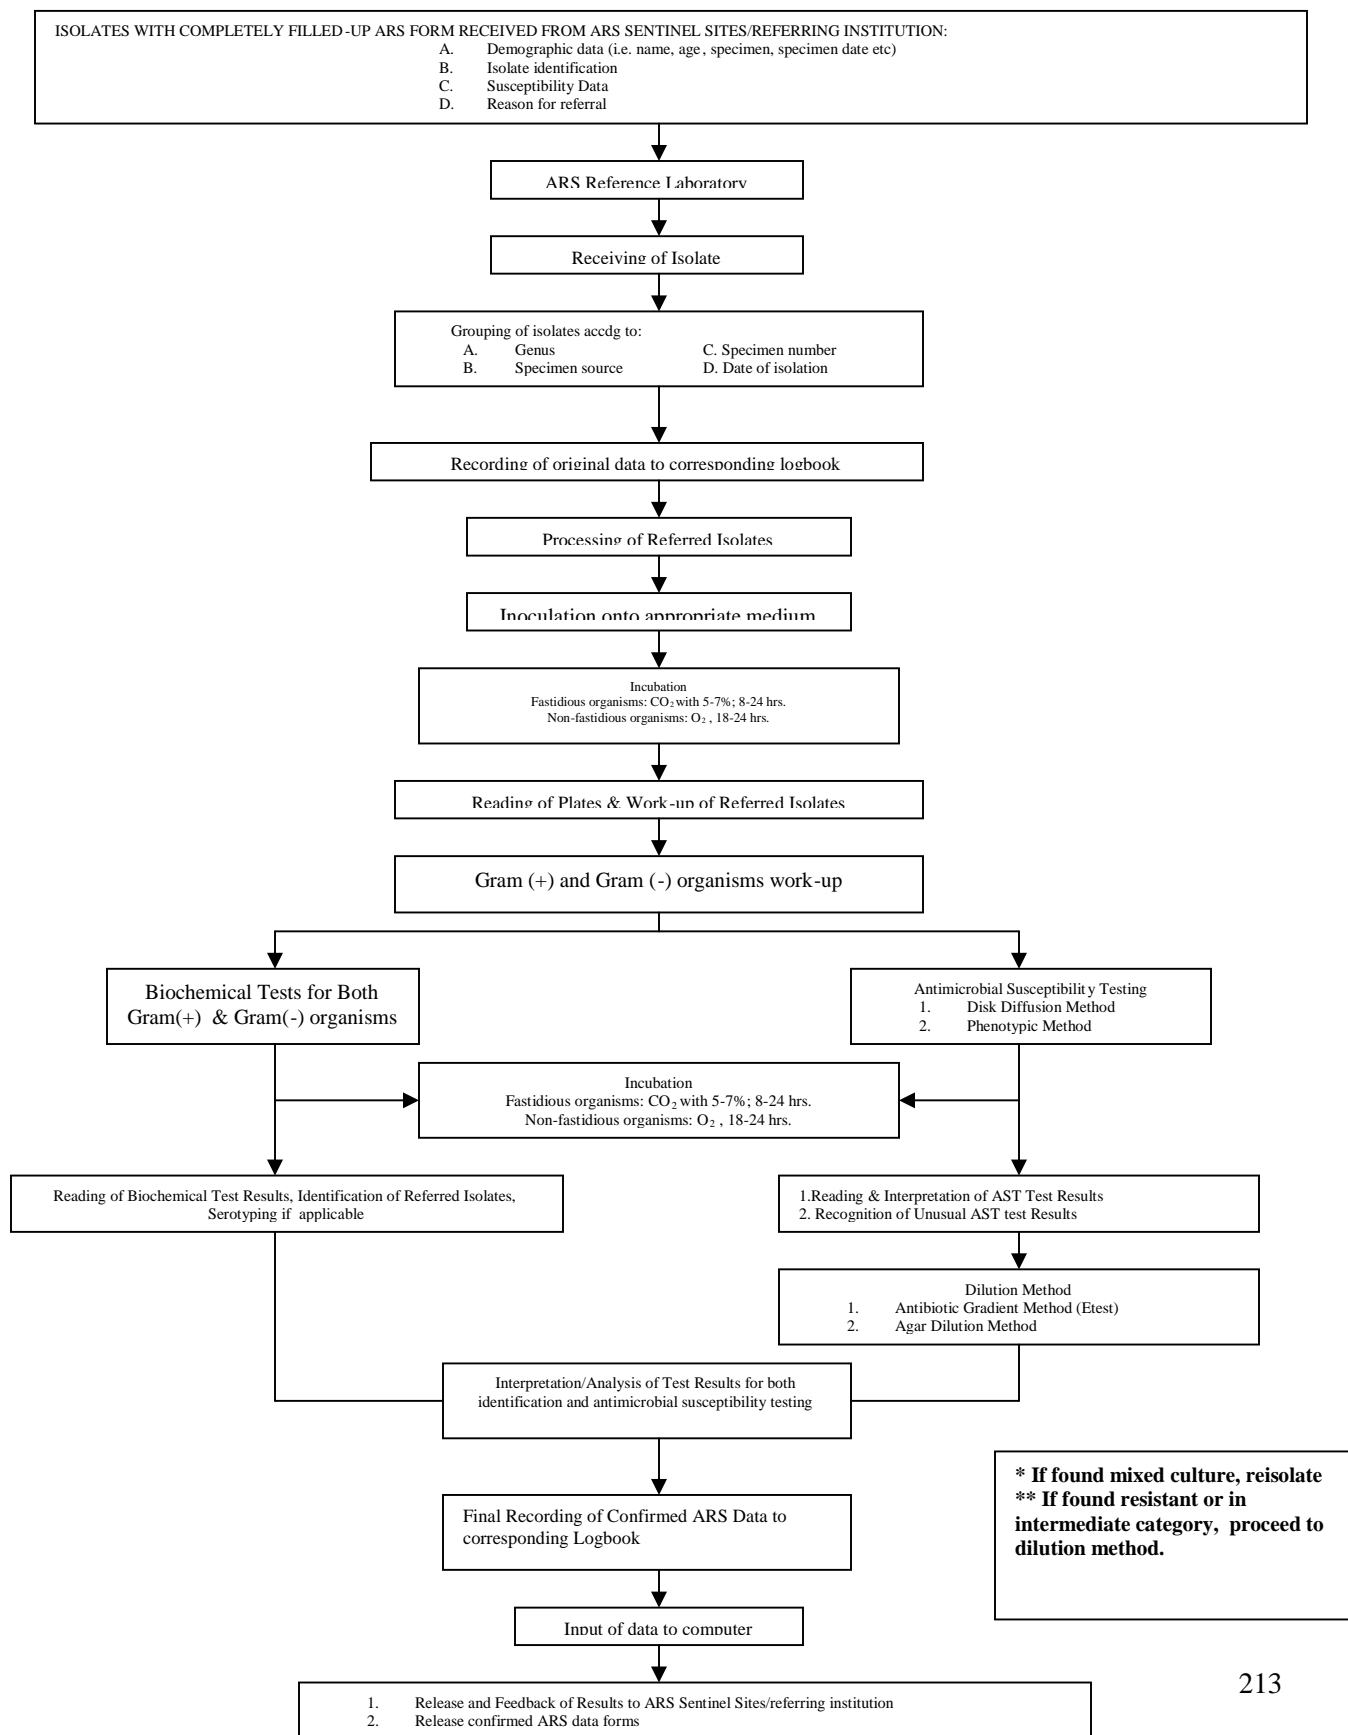 ISOLATES WITH COMPLETELY FILLED-UP ARS FORM RECEIVED FROM ARS SENTINEL SITES/REFERRING INSTITUTION:
A. Demographic data (i.e. name, age, specimen, specimen date etc)
B. Isolate identification
C. Susceptibility Data
D. Reason for referral
ARS Reference Laboratory
Receiving of Isolate
Grouping of isolates accdg to:
A. Genus C. Specimen number
B. Specimen source D. Date of isolation
Recording of original data to corresponding logbook
Processing of Referred Isolates
Inoculation onto appropriate medium
Incubation
Fastidious organisms: CO2 with 5-7%; 8-24 hrs.
Non-fastidious organisms: O2 , 18-24 hrs.
Reading of Plates & Work-up of Referred Isolates
Gram (+) and Gram (-) organisms work-up
Biochemical Tests for Both
Gram(+) & Gram(-) organisms
Antimicrobial Susceptibility Testing
1. Disk Diffusion Method
2. Phenotypic Method
Incubation
Fastidious organisms: CO2 with 5-7%; 8-24 hrs.
Non-fastidious organisms: O2 , 18-24 hrs.
Reading of Biochemical Test Results, Identification of Referred Isolates,
Serotyping if applicable
1.Reading & Interpretation of AST Test Results
2. Recognition of Unusual AST test Results
Dilution Method
1. Antibiotic Gradient Method (Etest)
2. Agar Dilution Method
Interpretation/Analysis of Test Results for both
identification and antimicrobial susceptibility testing
* If found mixed culture, reisolate
** If found resistant or in
intermediate category, proceed to
dilution method.
Final Recording of Confirmed ARS Data to
corresponding Logbook
Input of data to computer
1. Release and Feedback of Results to ARS Sentinel Sites/referring institution
2. Release confirmed ARS data forms
213